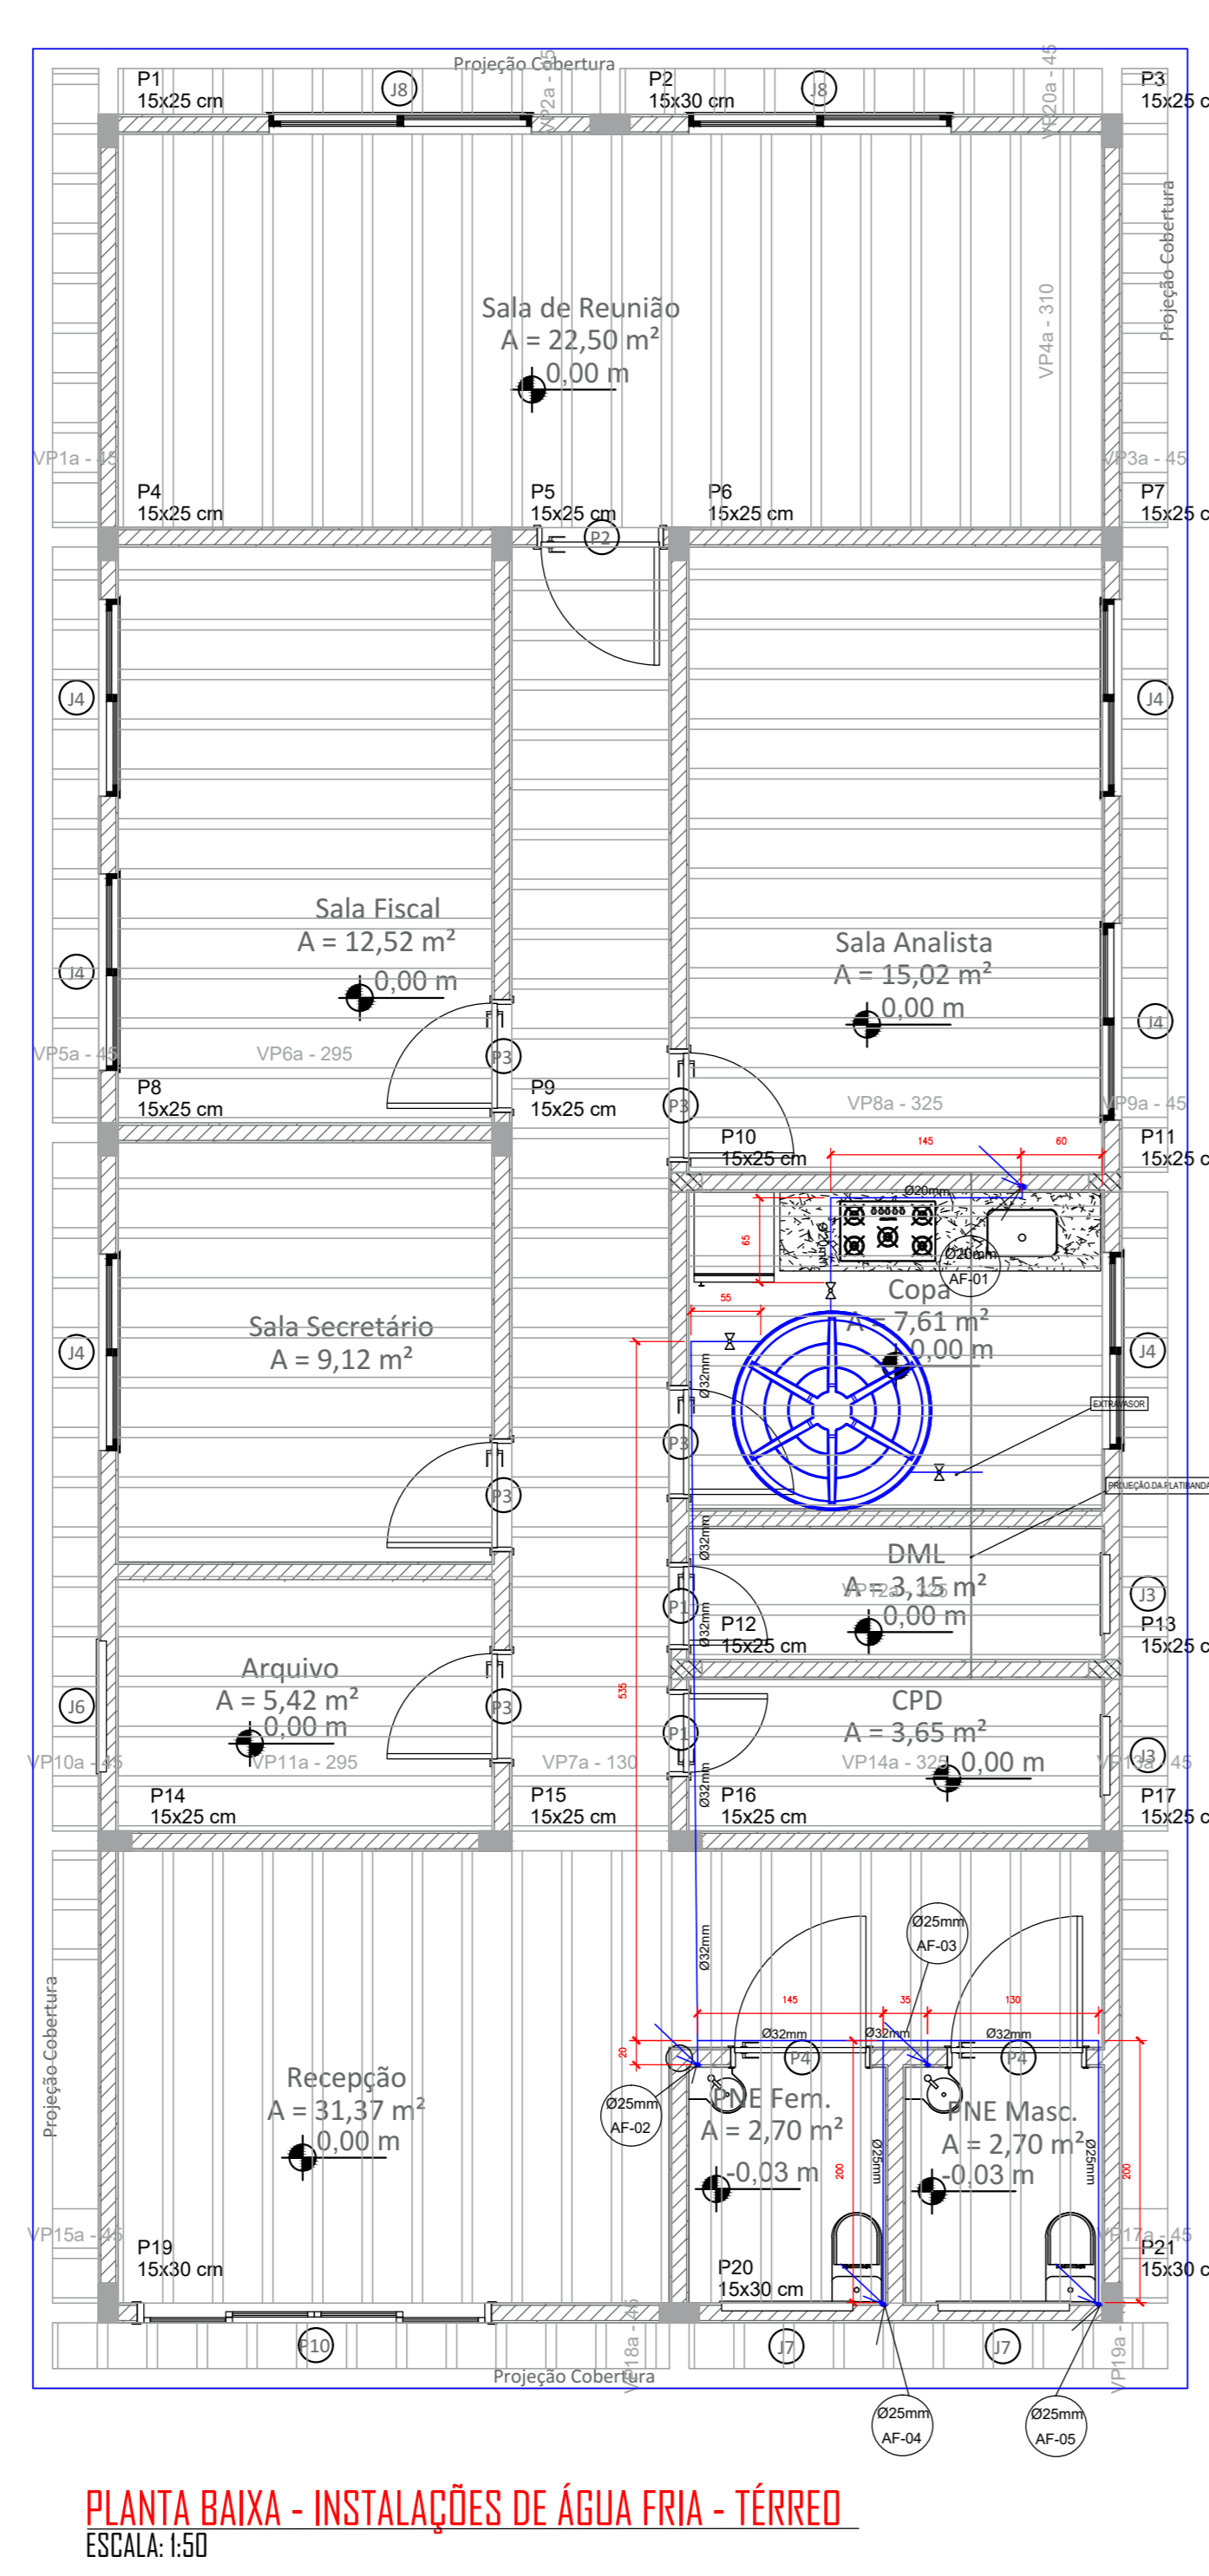 Projeção Cobertura
P1
15x25 cm
J8
VP2a - 45
P2
15x30 cm
J8
VP20a - 45
P3
15x25 c
Projeção Cobertura
Sala de Reunião
A = 22,50 m²
0,00 m
VP4a - 310
VP1a - 45
VP3a - 45
P4
15x25 cm
P5
15x25 cm
P6
15x25 cm
P7
15x25 c
P2
J4
J4
Sala Fiscal
A = 12,52 m²
0,00 m
Sala Analista
A = 15,02 m²
0,00 m
J4
J4
VP5a - 45
VP6a - 295
P3
P8
15x25 cm
P9
15x25 cm
P3
VP8a - 325
VP9a - 45
P10
15x25 cm
145
60
P11
15x25 c
Ø20mm
Ø20mm
65
Ø20mm
AF-01
Copa
A = 7,61 m²
0,00 m
55
Sala Secretário
A = 9,12 m²
J4
J4
Ø32mm
P3
EXTRAVASOR
P3
PROJEÇÃO DA PLATIBANDA
Ø32mm
DML
A = 3,15 m²
VP12a - 325
0,00 m
P1
J3
Ø32mm
P12
15x25 cm
P13
15x25 c
535
Arquivo
A = 5,42 m²
0,00 m
J6
P3
P1
CPD
A = 3,65 m²
0,00 m
J3
VP10a - 45
VP11a - 295
VP7a - 130
VP14a - 325
VP13a - 45
Ø32mm
P14
15x25 cm
P15
15x25 cm
P16
15x25 cm
P17
15x25 c
Ø25mm
AF-03
Ø32mm
Projeção Cobertura
145
35
130
Ø32mm
Ø32mm
Ø32mm
20
P4
P4
Recepção
A = 31,37 m²
0,00 m
Ø25mm
AF-02
PNE Fem.
A = 2,70 m²
-0,03 m
PNE Masc.
A = 2,70 m²
-0,03 m
200
Ø25mm
Ø25mm
200
VP15a - 45
VP17a - 45
P19
15x30 cm
P20
15x30 cm
P21
15x30 c
P10
J7
J7
VP18a - 45
VP19a -
Projeção Cobertura
Ø25mm
AF-04
Ø25mm
AF-05
PLANTA BAIXA - INSTALAÇÕES DE ÁGUA FRIA - TÉRREO
ESCALA: 1:50